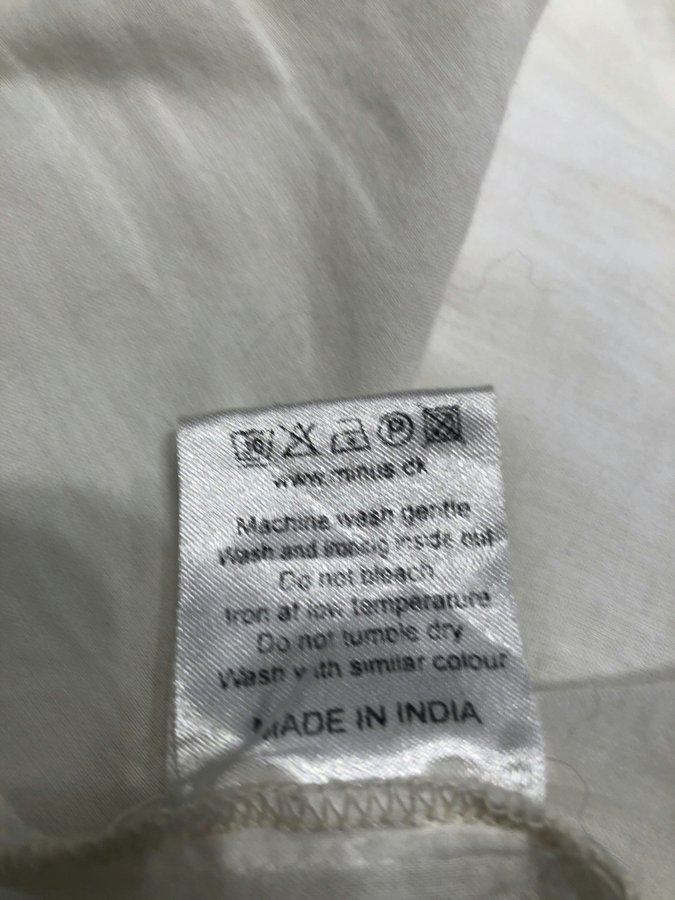 P
www.minus.dk
Machine wash gentle
Wash and ironing inside out
Do not bleach
Iron at low temperature
Do not tumble dry
Wash with similar colour
MADE IN INDIA